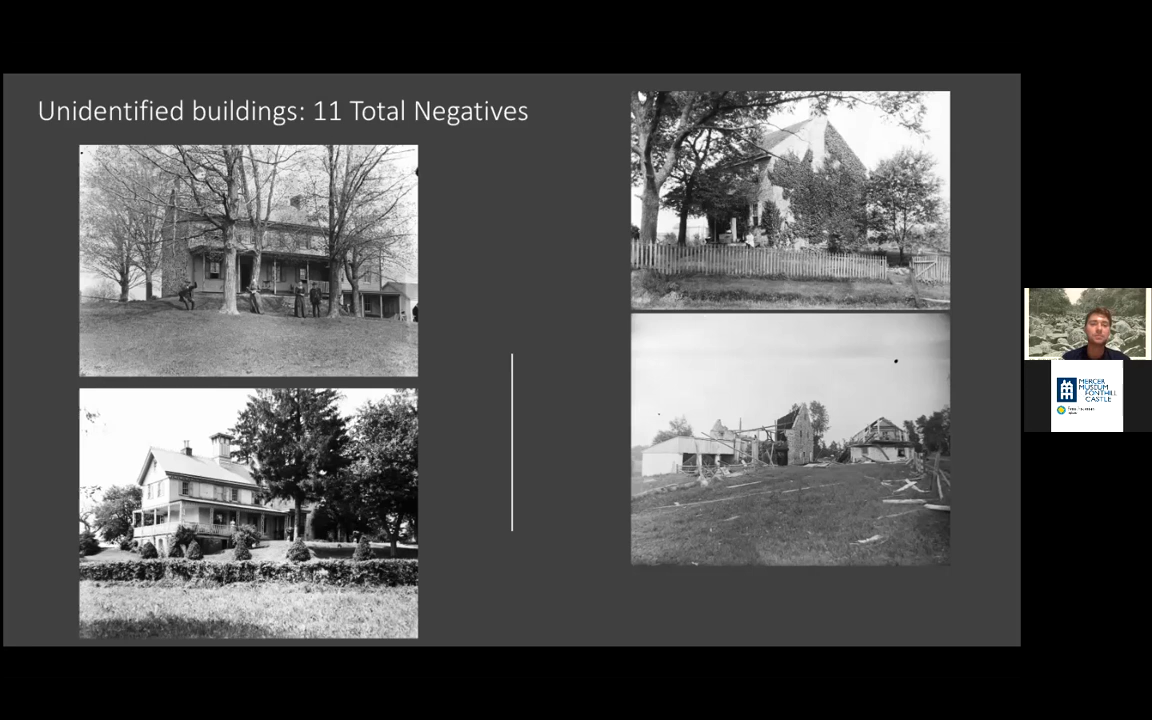 Unidentified buildings: 11 Total Negatives
MERCER
MUSEUM
FONTHILL
CASTLE